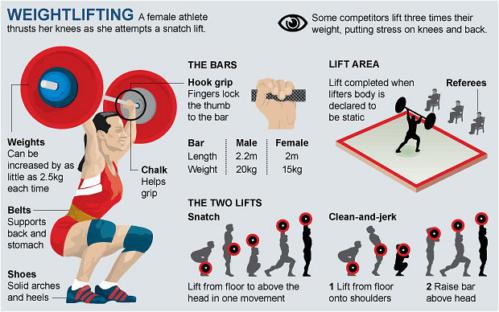 WEIGHTLIFTING A female athlete
thrusts her knees as she attempts a snatch lift.
Some competitors lift three times their
weight, putting stress on knees and back.
THE BARS
Hook grip
Fingers lock
the thumb
to the bar
Bar Male Female
Length 2.2m 2m
Weight 20kg 15kg
LIFT AREA
Lift completed when
lifters body is
declared to
be static
Referees
Weights
Can be
increased by as
little as 2.5kg
each time
Chalk
Helps
grip
Belts
Supports
back and
stomach
Shoes
Solid arches
and heels
THE TWO LIFTS
Snatch
Lift from floor to above the
head in one movement
Clean-and-jerk
1 Lift from floor
onto shoulders
2 Raise bar
above head